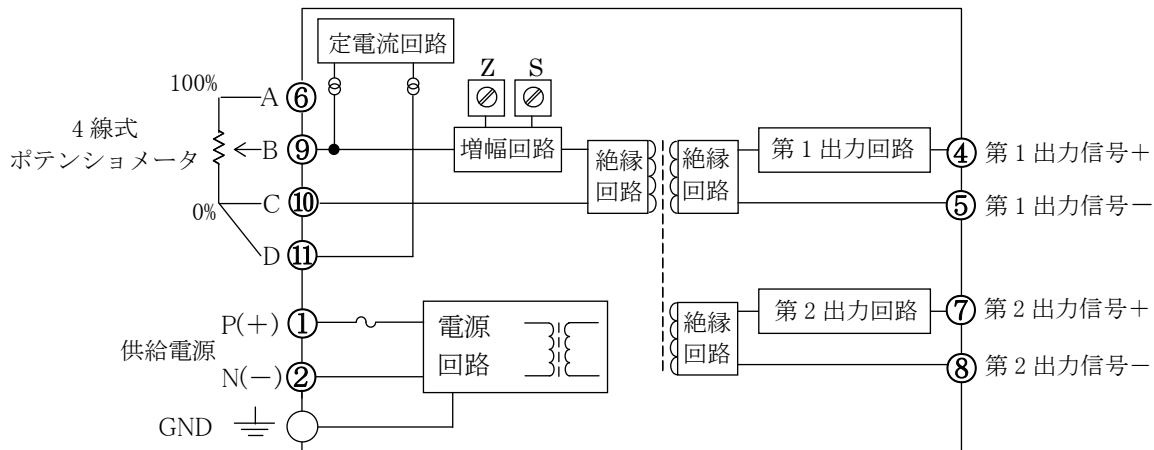 定電流回路
Z S
100%
A ⑥
4 線式
ポテンショメータ
B ⑨
増幅回路
絶縁
回路
絶縁
回路
第 1 出力回路
④ 第 1 出力信号+
C ⑩
0%
⑤ 第 1 出力信号-
D ⑪
P(+) ①
供給電源
N(-) ②
電源
回路
絶縁
回路
第 2 出力回路
⑦ 第 2 出力信号+
⑧ 第 2 出力信号-
GND